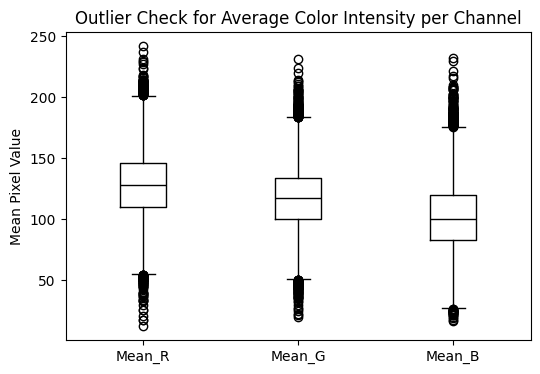 Outlier Check for Average Color Intensity per Channel
Mean Pixel Value
250
200
150
100
50
Mean_R
Mean_G
Mean_B